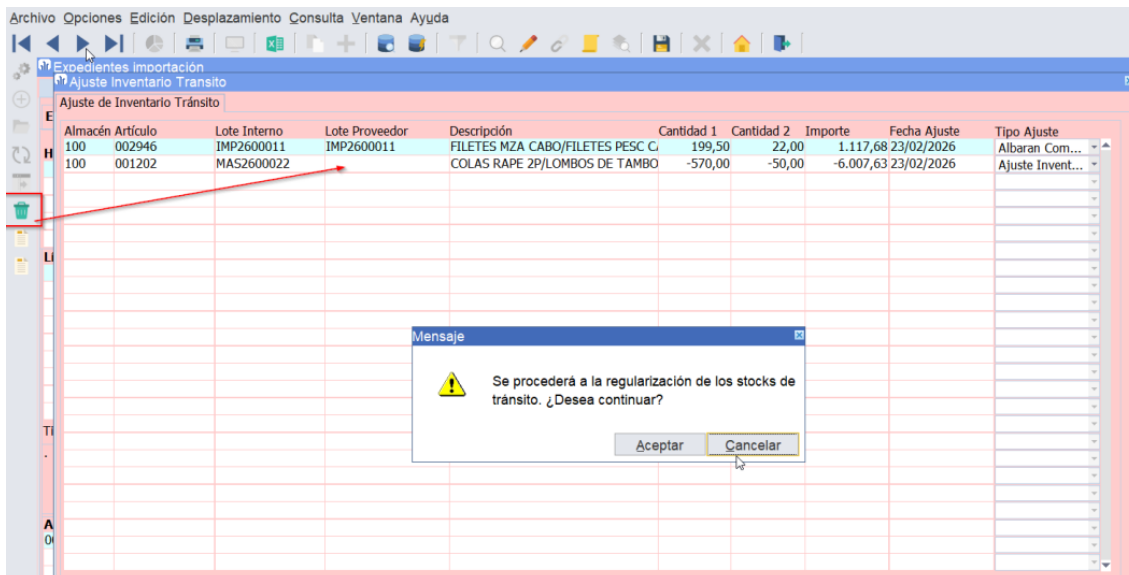 Archivo Opciones Edición Desplazamiento Consulta Ventana Ayuda
Expedientes Importación
Ajuste Inventario Transito
Ajuste de Inventario Tránsito
E
Almacén Artículo Lote Interno Lote Proveedor Descripción Cantidad 1 Cantidad 2 Importe Fecha Ajuste Tipo Ajuste
H 100 002946 IMP2600011 IMP2600011 FILETES MZA CABO/FILETES PESC CA 199,50 22,00 1.117,68 23/02/2026 Albaran Com...
100 001202 MAS2600022 COLAS RAPE 2P/LOMBOS DE TAMBO -570,00 -50,00 -6.007,63 23/02/2026 Ajuste Invent...
Lí
Mensaje
Se procederá a la regularización de los stocks de
tránsito. ¿Desea continuar?
Aceptar Cancelar
Ti
A